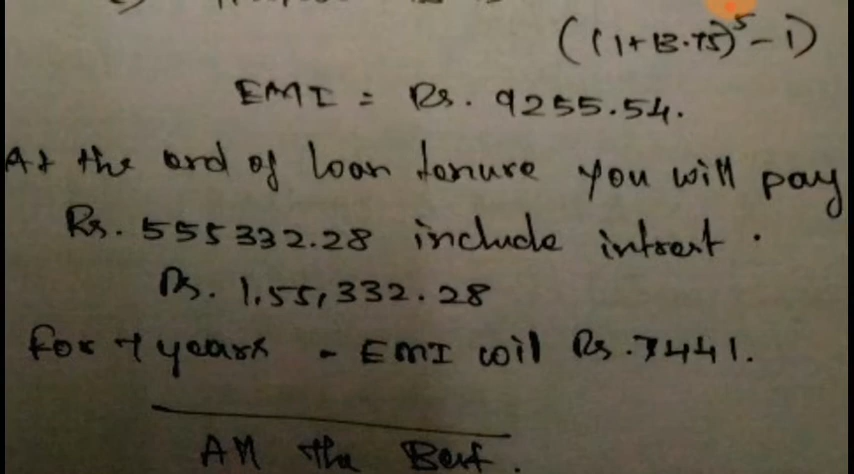 ((1+13.75)^5-1)
EMI = Rs. 9255.54.
At the end of loan tenure you will pay
Rs. 555332.28 include intrest.
Rs. 1,55,332.28
For 7 years - EMI wil Rs.7441.
All the Best.